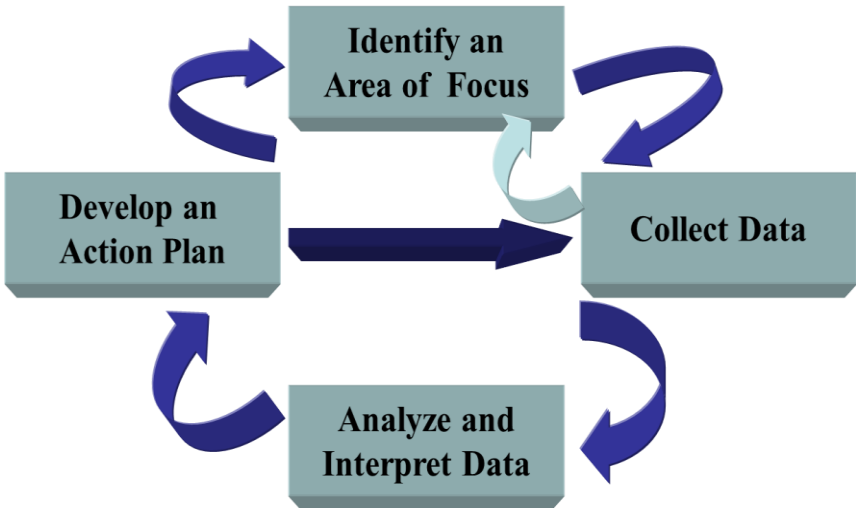 Identify an
Area of Focus
Develop an
Action Plan
Collect Data
Analyze and
Interpret Data